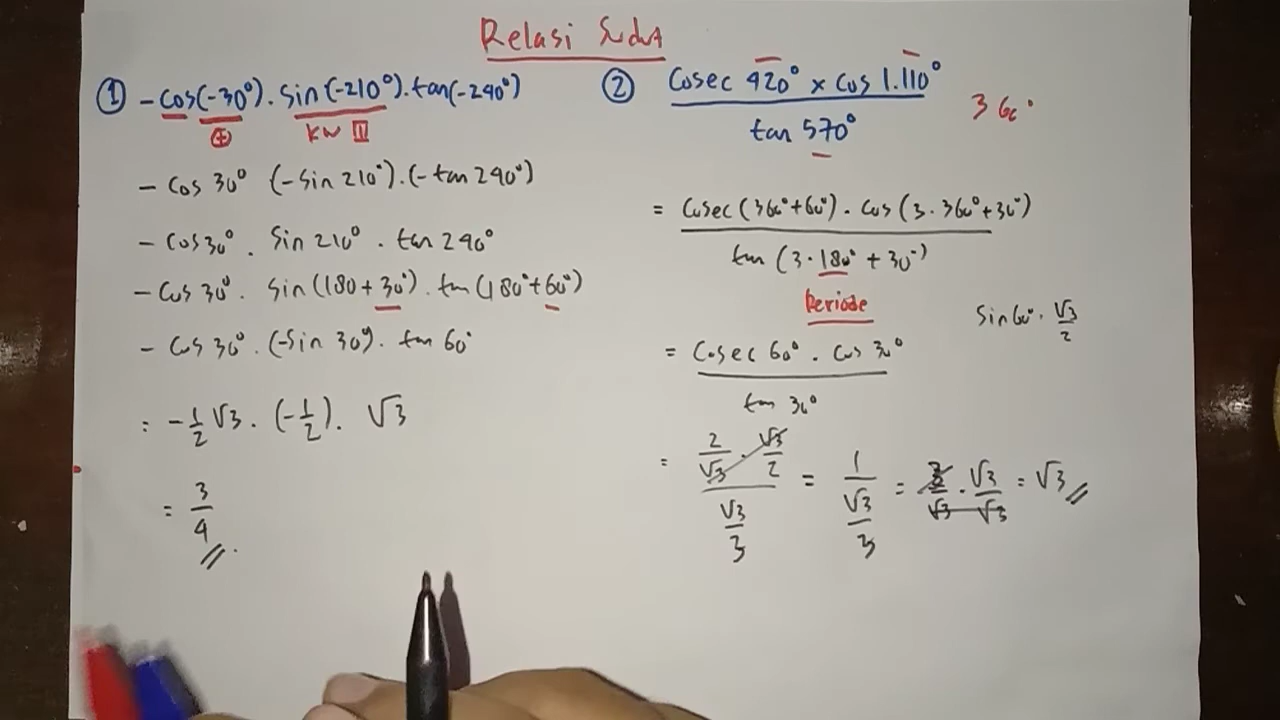 Relasi Sudut
① -cos(-30°).sin(-210°).tan(-290°)
⊕ KW II
- cos 30° (-sin 210°).(-tan 290°)
- cos 30°. sin 210° . tan 290°
- cos 30°. sin(180+30°) . tan(180°+60°)
- cos 30° . (-sin 30°). tan 60°
: -1/2 √3 . (-1/2). √3
= 3/4 //.
② Cosec 420° x cos 1.110°
tan 570°
360°
= Cosec (360°+60°) . cos (3.360°+30°)
tan (3.180° + 30°)
Periode
sin 60° . √3/2
= Cosec 60° . cos 30°
tan 30°
= 2/√3 . √3/2 / √3/3 = 1 / √3/3 = 3/√3 . √3/√3 = √3 //